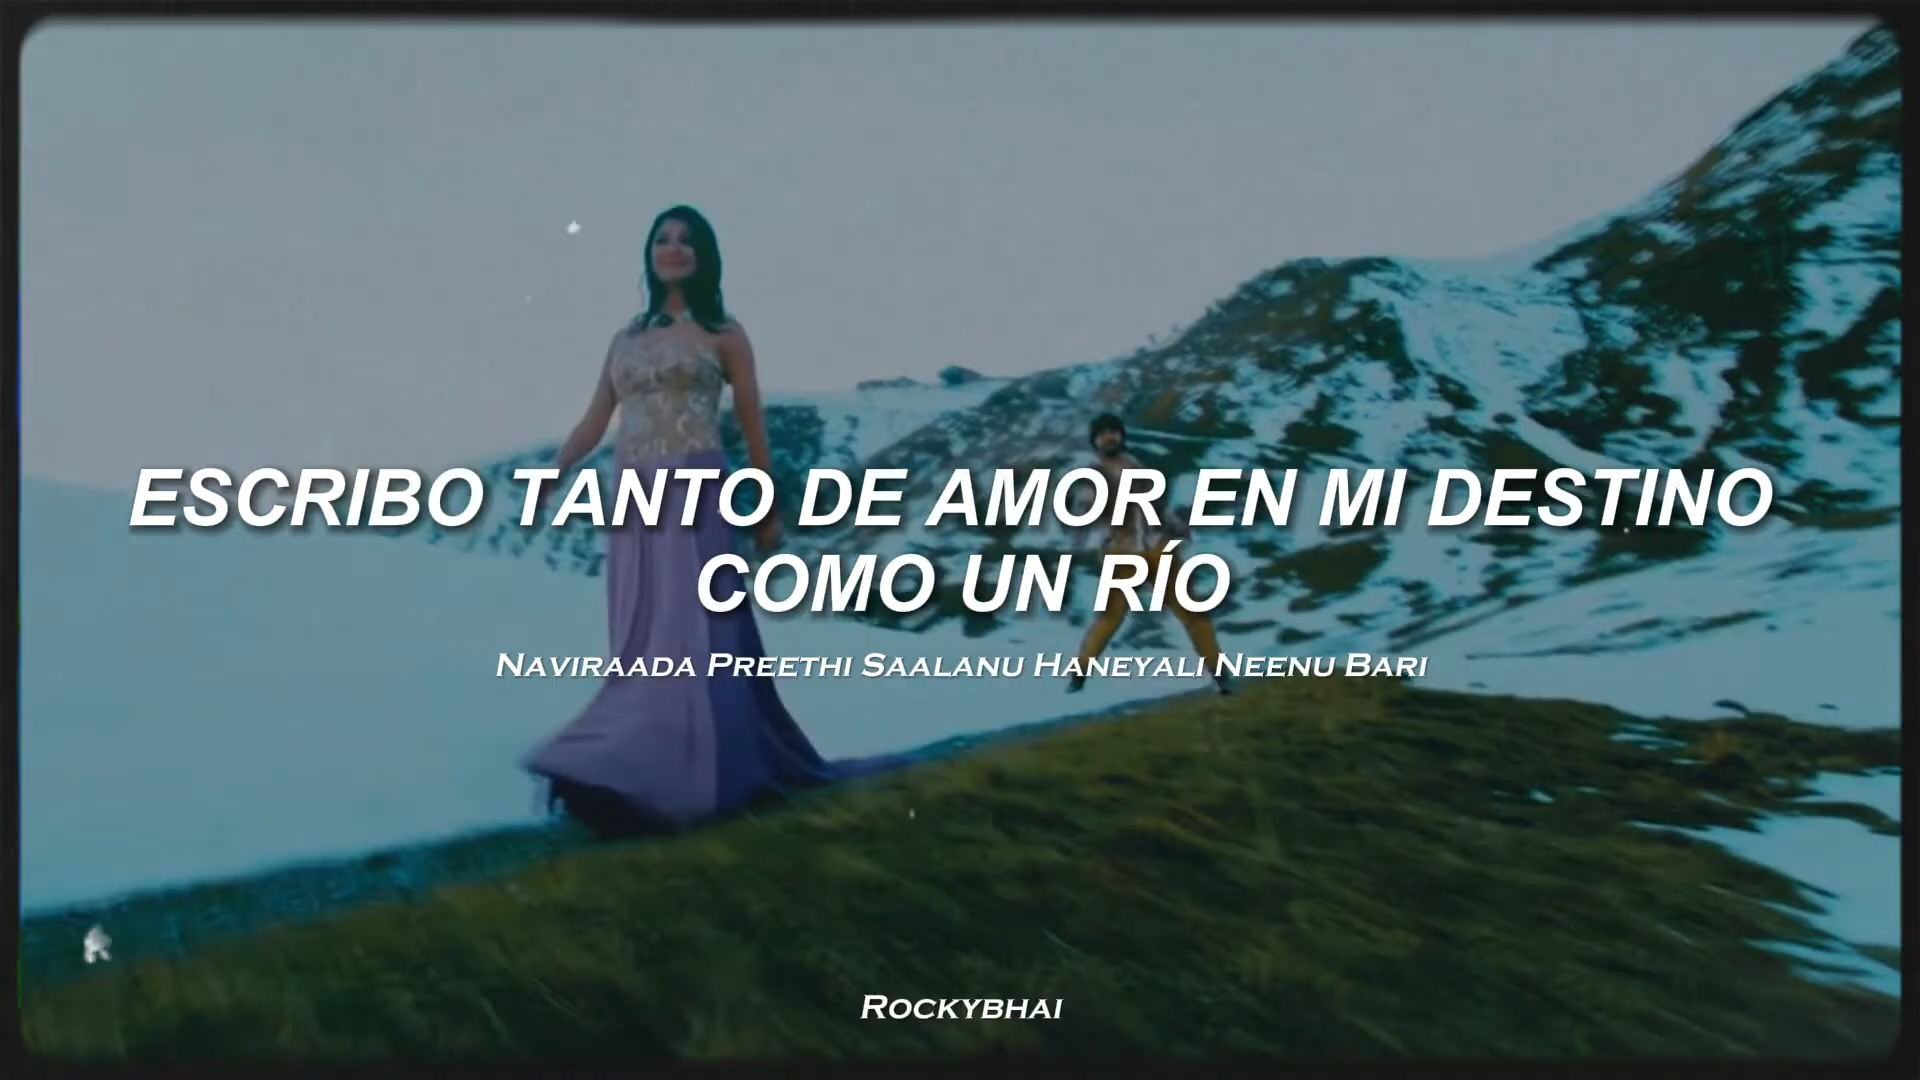 ESCRIBO TANTO DE AMOR EN MI DESTINO
COMO UN RÍO
NAVIRAADA PREETHI SAALANU HANEYALI NEENU BARI
ROCKYBHAI